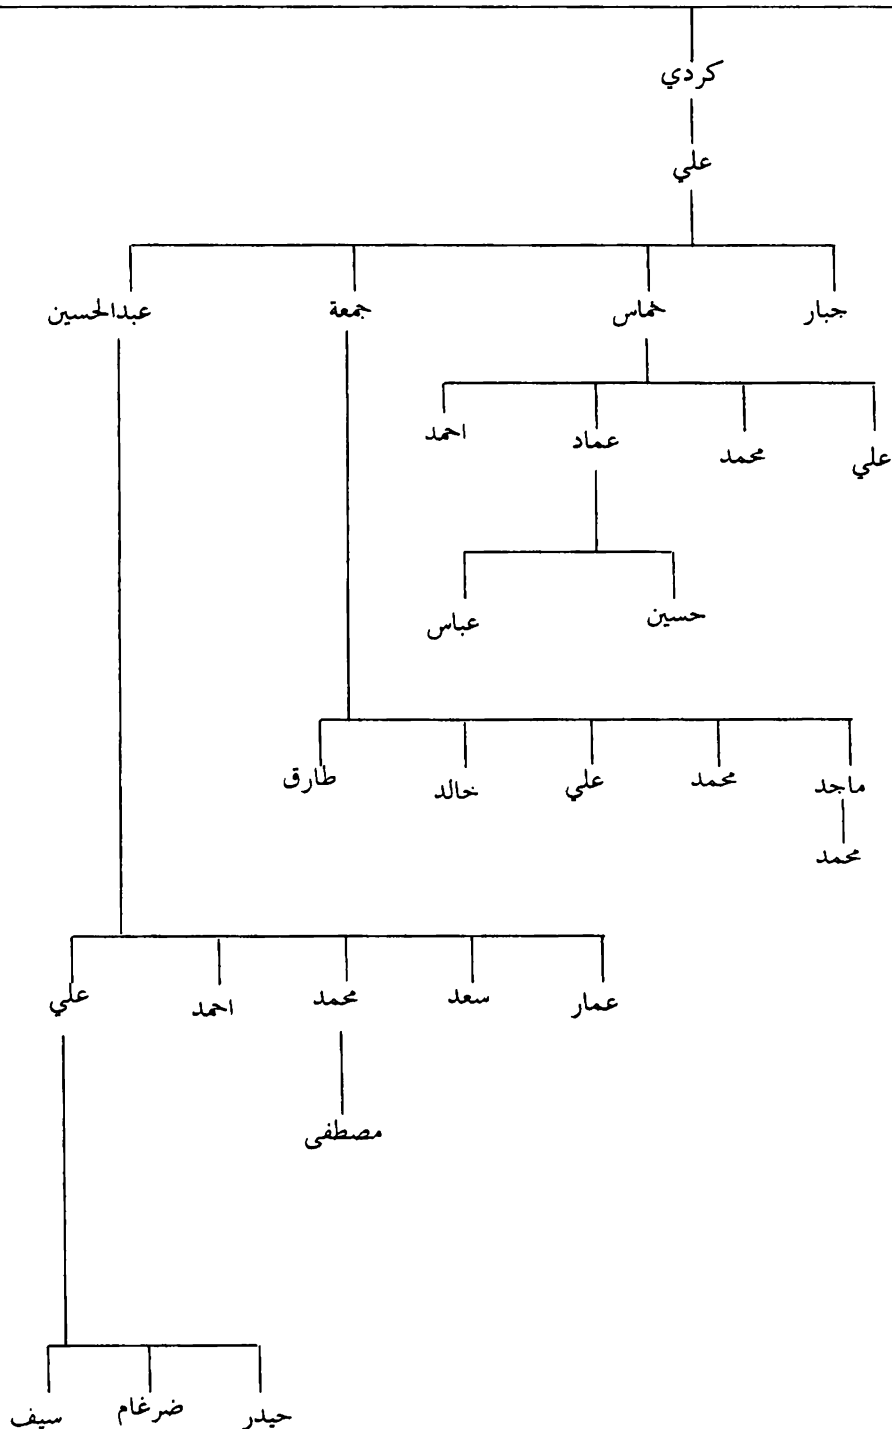 كردي
علي
جبار خماس جمعة عبدالحسين
علي محمد عماد احمد
حسين عباس
ماجد محمد علي خالد طارق
محمد
عمار سعد محمد احمد علي
مصطفى
حيدر ضرغام سيف